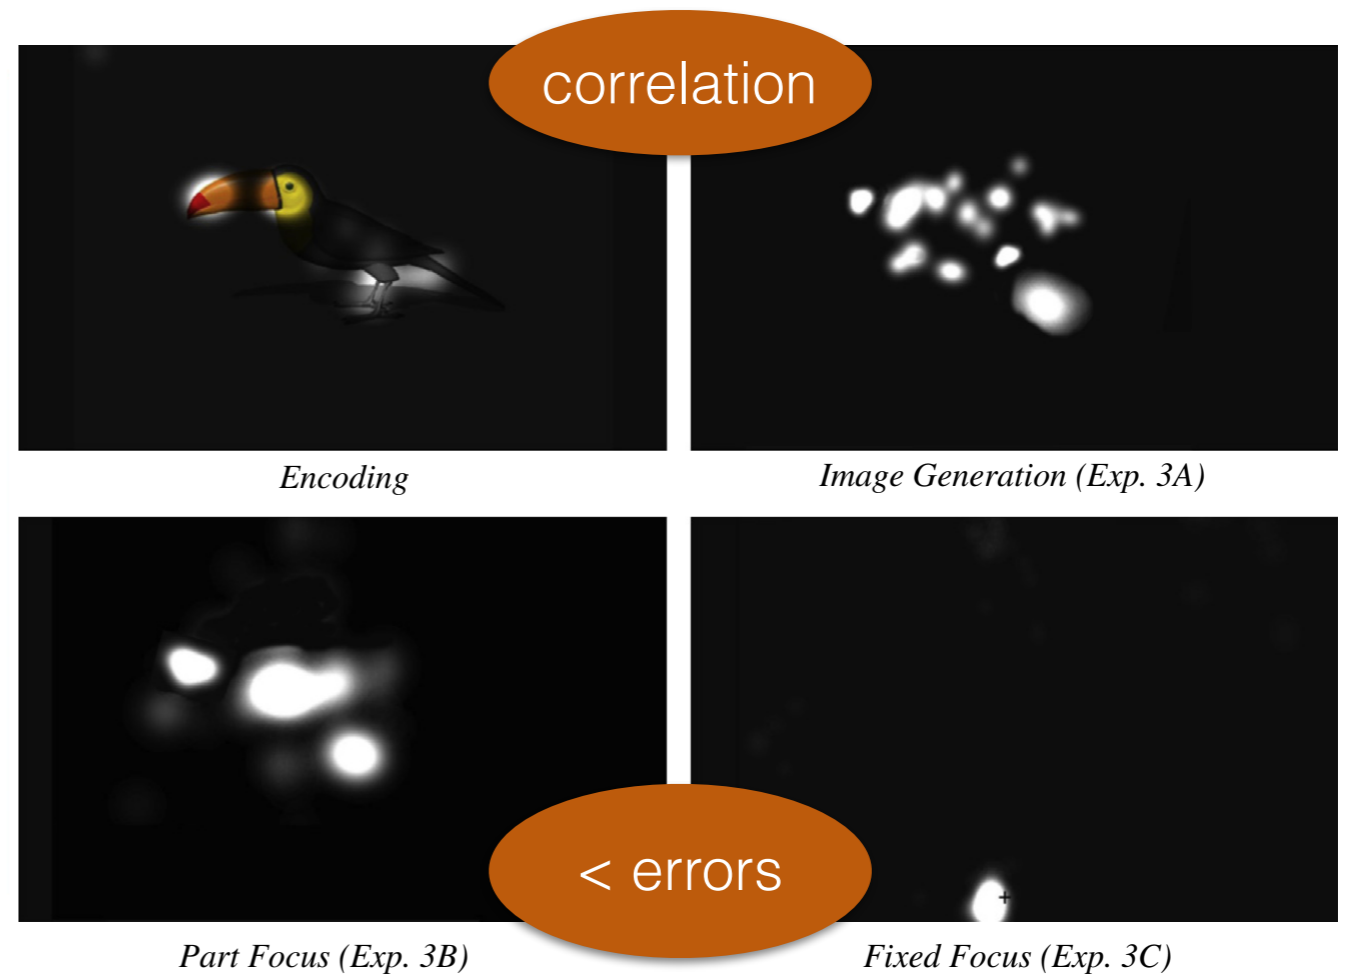 correlation
Encoding
Image Generation (Exp. 3A)
< errors
Part Focus (Exp. 3B)
Fixed Focus (Exp. 3C)